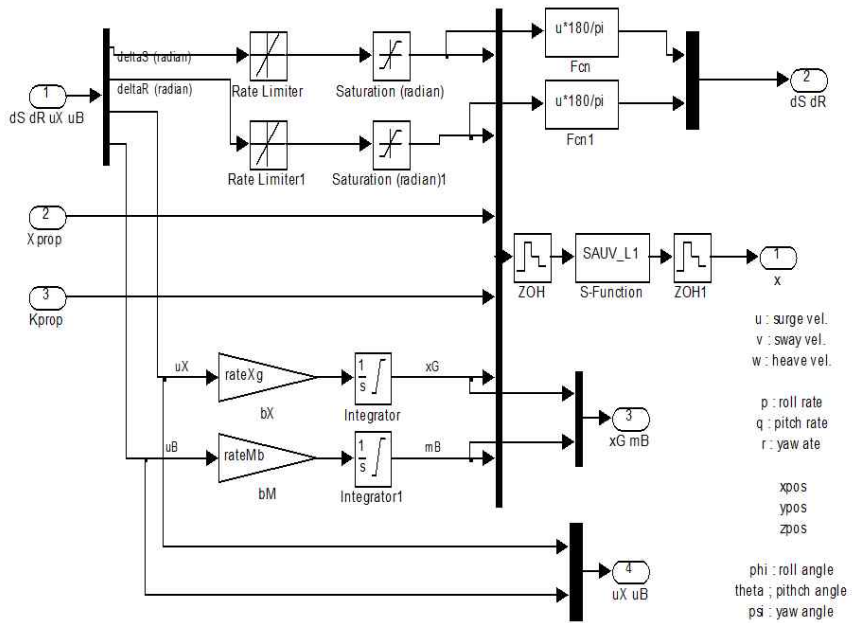 deltaS (radian)
Rate Limiter
Saturation (radian)
u*180/pi
Fcn
2
dS dR
1
dS dR uX uB
deltaR (radian)
Rate Limiter1
Saturation (radian)1
u*180/pi
Fcn1
2
Xprop
3
Kprop
ZOH
SAUV_L1
S-Function
ZOH1
1
x
u : surge vel.
v : sway vel.
w : heave vel.
p : roll rate
q : pitch rate
r : yaw ate
xpos
ypos
zpos
phi : roll angle
theta ; pithch angle
psi : yaw angle
uX
rateXg
bX
1
s
Integrator
xG
uB
rateMb
bM
1
s
Integrator1
mB
3
xG mB
4
uX uB